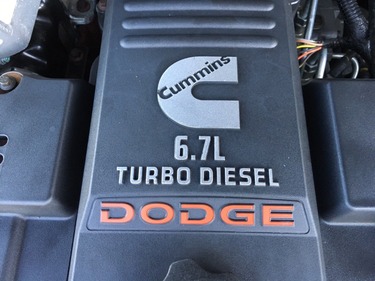 Cummins
6.7L
TURBO DIESEL
DODGE